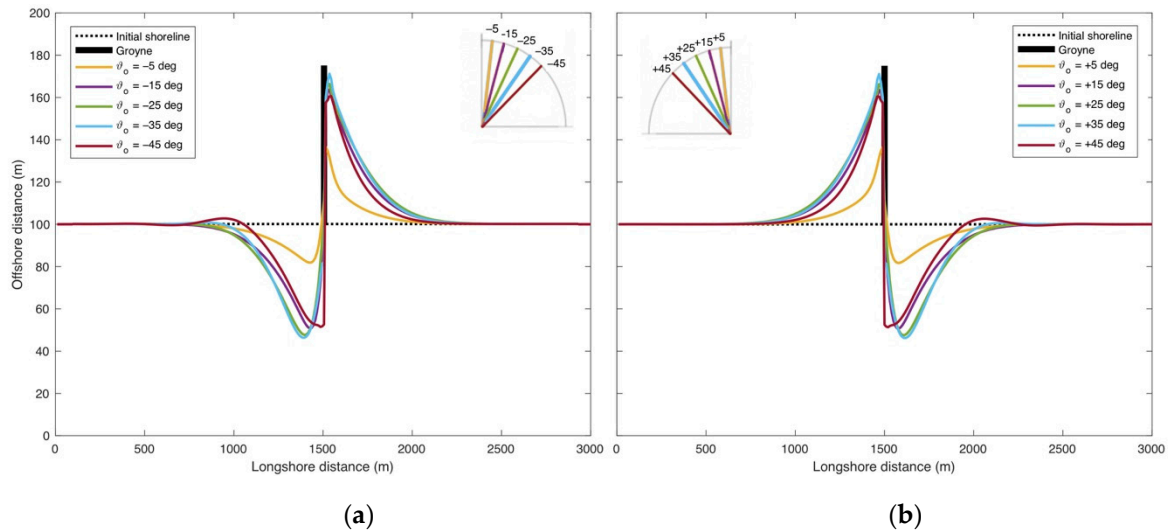 200
180
160
140
120
100
80
60
40
20
0
Offshore distance (m)
Initial shoreline
Groyne
ϑo = −5 deg
ϑo = −15 deg
ϑo = −25 deg
ϑo = −35 deg
ϑo = −45 deg
-5
-15
-25
-35
-45
0 500 1000 1500 2000 2500 3000
Longshore distance (m)
(a)
+45
+35
+25
+15
+5
Initial shoreline
Groyne
ϑo = +5 deg
ϑo = +15 deg
ϑo = +25 deg
ϑo = +35 deg
ϑo = +45 deg
500 1000 1500 2000 2500 3000
Longshore distance (m)
(b)